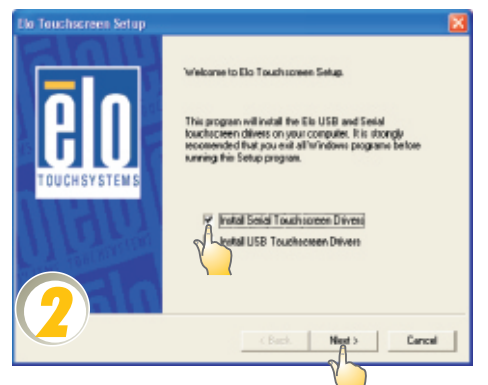 Elo Touchscreen Setup
Welcome to Elo Touchscreen Setup.
This program will install the Elo USB and Serial
touchscreen drivers on your computer. It is strongly
recomended that you exit all Windows programs before
running this Setup program.
ēlo
TOUCHSYSTEMS
Install Serial Touchscreen Drivers
Install USB Touchscreen Drivers
2
< Back
Next >
Cancel